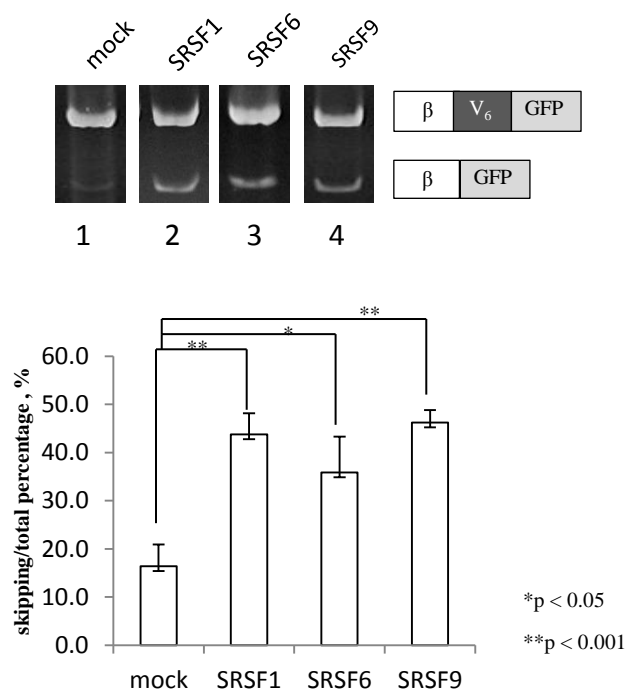 mock SRSF1 SRSF6 SRSF9
β V6 GFP
β GFP
1 2 3 4
**
*
**
60.0
50.0
40.0
30.0
20.0
10.0
0.0
skipping/total percentage , %
mock SRSF1 SRSF6 SRSF9
*p < 0.05
**p < 0.001